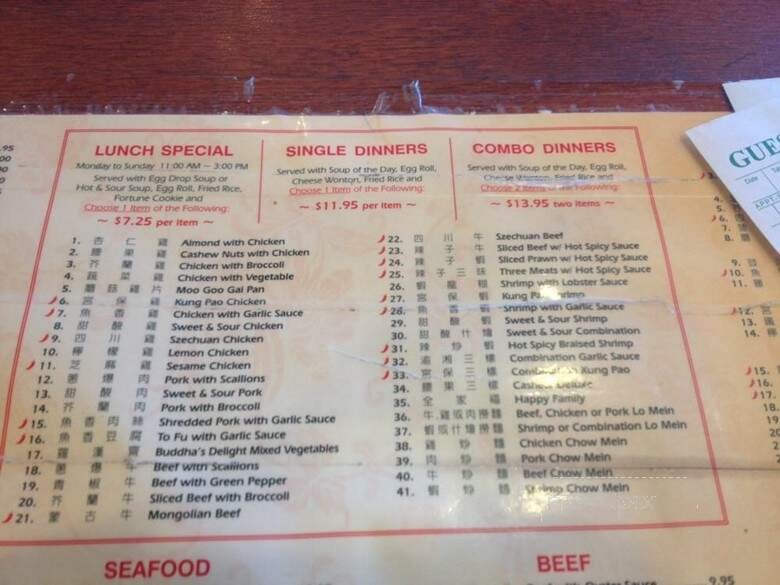 LUNCH SPECIAL
Monday to Sunday 11:00 AM ~ 3:00 PM
Served with Egg Drop Soup or
Hot & Sour Soup, Egg Roll, Fried Rice,
Fortune Cookie and
Choose 1 Item of the Following:
~ $7.25 per item ~
SINGLE DINNERS
Served with Soup of the Day, Egg Roll,
Cheese Wonton, Fried Rice and
Choose 1 Item of the Following:
~ $11.95 per item ~
COMBO DINNERS
Served with Soup of the Day, Egg Roll,
Cheese Wonton, Fried Rice and
Choose 2 Items of the Following:
~ $13.95 two items ~
1. 杏仁雞 Almond with Chicken
2. 腰果雞 Cashew Nuts with Chicken
3. 芥蘭雞 Chicken with Broccoli
4. 蔬菜雞 Chicken with Vegetable
5. 蘑菇雞片 Moo Goo Gai Pan
6. 宮保雞 Kung Pao Chicken
7. 魚香雞 Chicken with Garlic Sauce
8. 甜酸雞 Sweet & Sour Chicken
9. 四川雞 Szechuan Chicken
10. 檸檬雞 Lemon Chicken
11. 芝麻雞 Sesame Chicken
12. 蔥爆肉 Pork with Scallions
13. 甜酸肉 Sweet & Sour Pork
14. 芥蘭肉 Pork with Broccoli
15. 魚香肉絲 Shredded Pork with Garlic Sauce
16. 魚香豆腐 To Fu with Garlic Sauce
17. 羅漢齋 Buddha's Delight Mixed Vegetables
18. 蔥爆牛 Beef with Scallions
19. 青椒牛 Beef with Green Pepper
20. 芥蘭牛 Sliced Beef with Broccoli
21. 蒙古牛 Mongolian Beef
22. 四川牛 Szechuan Beef
23. 辣子牛 Sliced Beef w/ Hot Spicy Sauce
24. 辣子蝦 Sliced Prawn w/ Hot Spicy Sauce
25. 辣子三味 Three Meats w/ Hot Spicy Sauce
26. 蝦龍糊 Shrimp with Lobster Sauce
27. 宮保蝦 Kung Pao Shrimp
28. 魚香蝦 Shrimp with Garlic Sauce
29. 甜酸蝦 Sweet & Sour Shrimp
30. 甜酸什燴 Sweet & Sour Combination
31. 辣炒蝦 Hot Spicy Braised Shrimp
32. 湘三樣 Combination Garlic Sauce
33. 宮保三樣 Combination Kung Pao
34. 腰果三樣 Cashew Deluxe
35. 全家福 Happy Family
36. 牛雞或肉撈麵 Beef, Chicken or Pork Lo Mein
37. 蝦或什燴撈麵 Shrimp or Combination Lo Mein
38. 雞炒麵 Chicken Chow Mein
39. 肉炒麵 Pork Chow Mein
40. 牛炒麵 Beef Chow Mein
41. 蝦炒麵 Shrimp Chow Mein
SEAFOOD
BEEF
9.95
GUE
Date
APPT